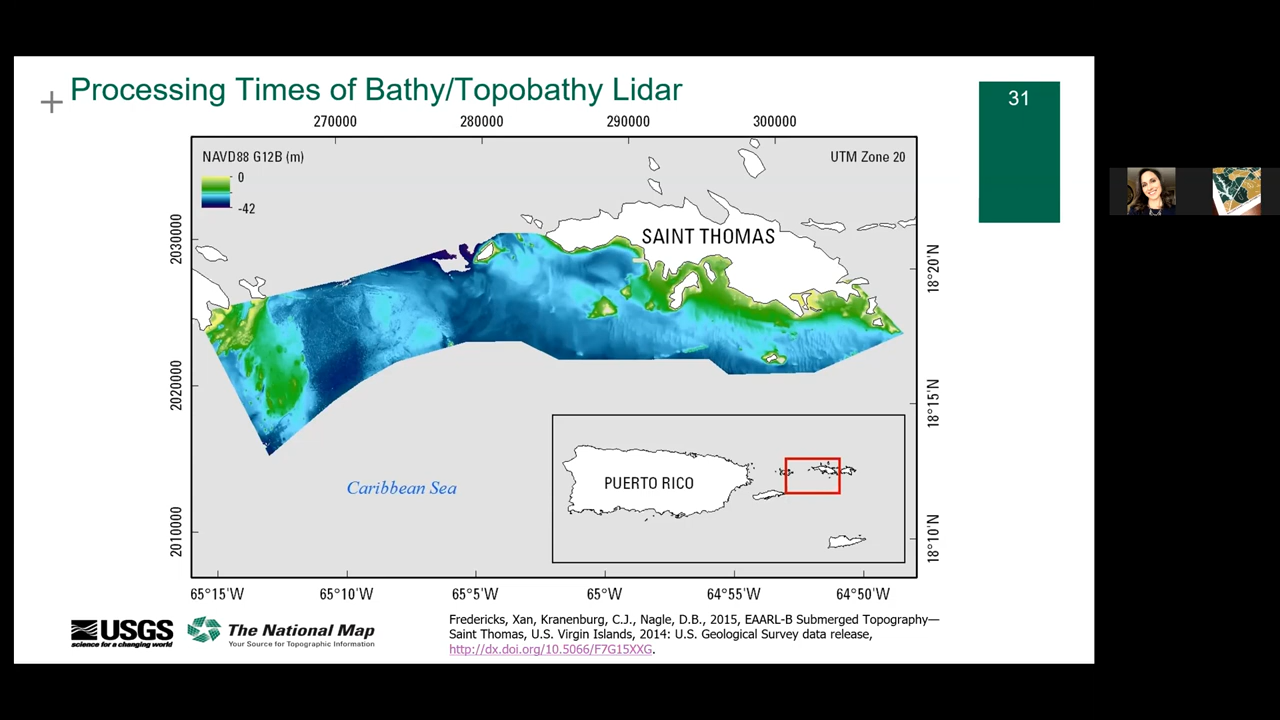 Processing Times of Bathy/Topobathy Lidar
31
270000 280000 290000 300000
NAVD88 G12B (m)
UTM Zone 20
0
-42
SAINT THOMAS
2030000
2020000
2010000
18°20'N
18°15'N
18°10'N
Caribbean Sea
PUERTO RICO
65°15'W 65°10'W 65°5'W 65°W 64°55'W 64°50'W
USGS
science for a changing world
The National Map
Your Source for Topographic Information
Fredericks, Xan, Kranenburg, C.J., Nagle, D.B., 2015, EAARL-B Submerged Topography—
Saint Thomas, U.S. Virgin Islands, 2014: U.S. Geological Survey data release,
http://dx.doi.org/10.5066/F7G15XXG.